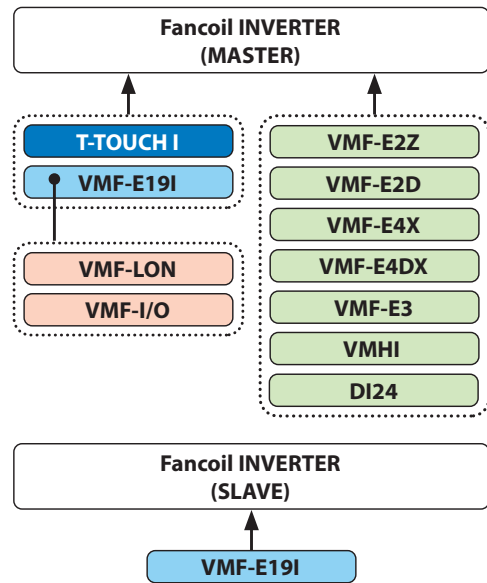 Fancoil INVERTER
(MASTER)
T-TOUCH I
VMF-E19I
VMF-LON
VMF-I/O
VMF-E2Z
VMF-E2D
VMF-E4X
VMF-E4DX
VMF-E3
VMHI
DI24
Fancoil INVERTER
(SLAVE)
VMF-E19I